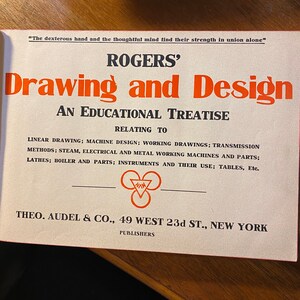 "The dexterous hand and the thoughtful mind find their strength in union alone"
ROGERS'
Drawing and Design
AN EDUCATIONAL TREATISE
RELATING TO
LINEAR DRAWING; MACHINE DESIGN; WORKING DRAWINGS; TRANSMISSION
METHODS; STEAM, ELECTRICAL AND METAL WORKING MACHINES AND PARTS;
LATHES; BOILER AND PARTS; INSTRUMENTS AND THEIR USE; TABLES, Etc.
THEO. AUDEL & CO., 49 WEST 23d ST., NEW YORK
PUBLISHERS